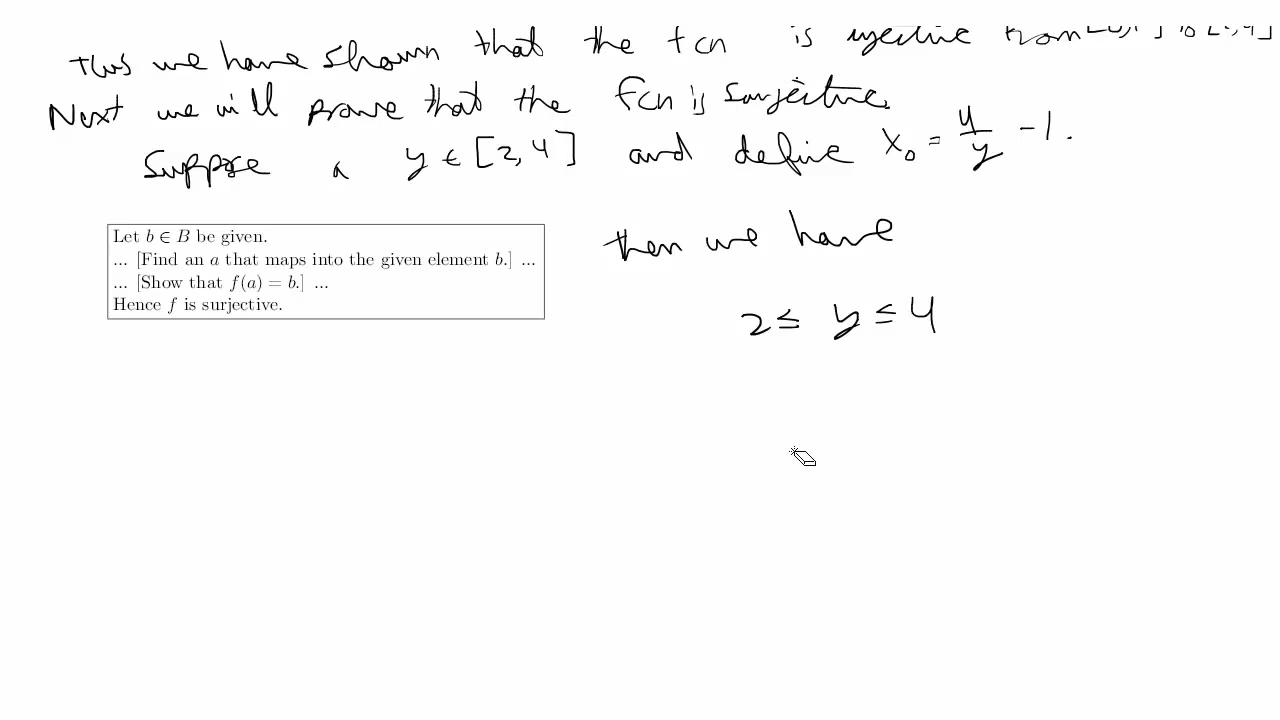 thus we have shown that the fcn is injective from
Next we will prove that the fcn is surjective.
Suppose a y ∈ [2, 4] and define x₀ = 4/y - 1.
then we have
2 ≤ y ≤ 4
Let b ∈ B be given.
... [Find an a that maps into the given element b.] ...
... [Show that f(a) = b.] ...
Hence f is surjective.